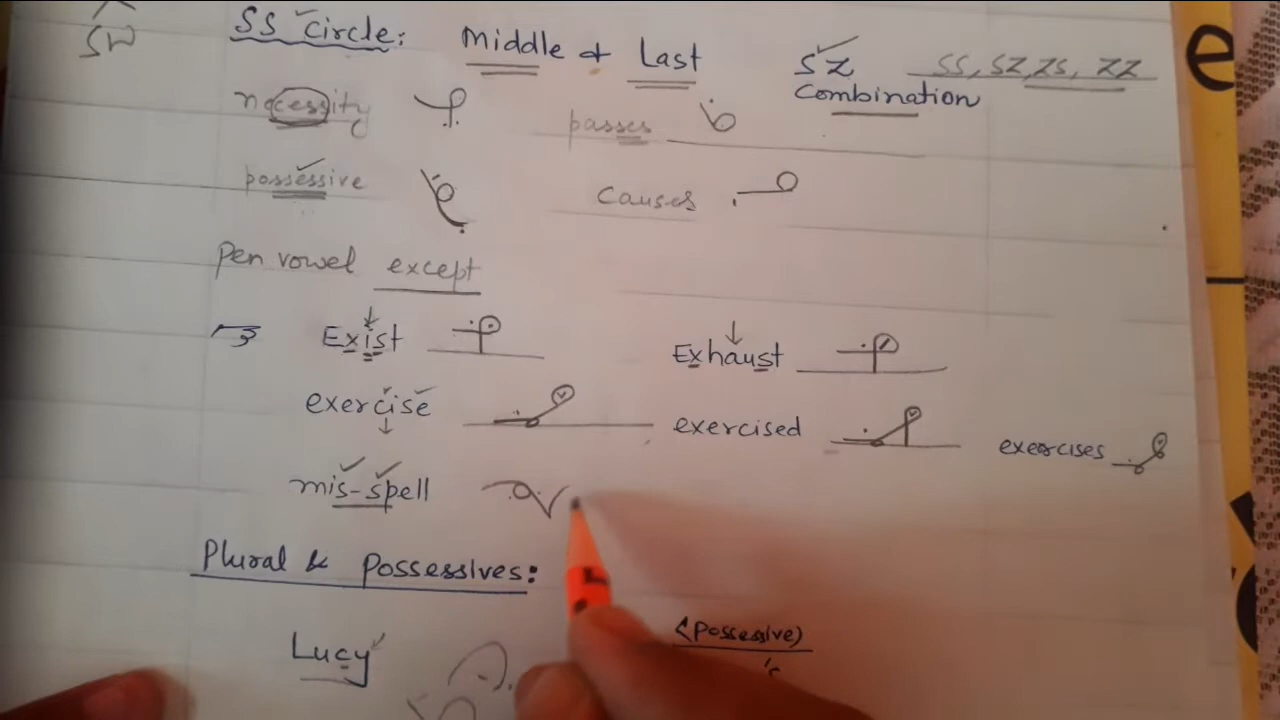 SW
SS Circle: Middle & Last SZ Combination SS, SZ, ZS, ZZ
necessity passes
possessive causes
Pen vowel except
Exist Exhaust
exercise exercised exercises
mis-spell
Plural & Possessives:
Lucy (Possessive)
's
e